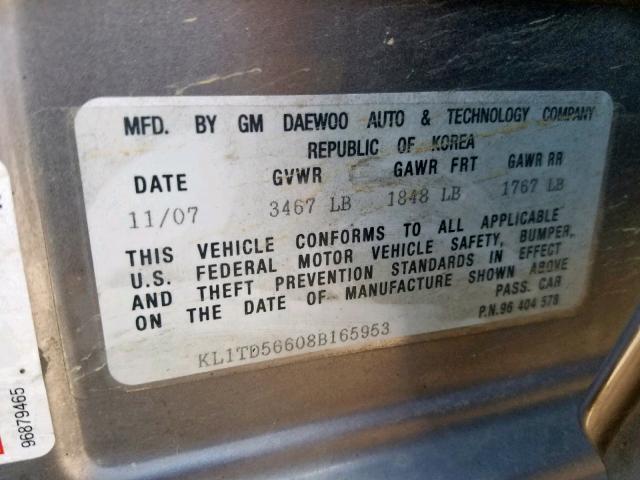 MFD. BY GM DAEWOO AUTO & TECHNOLOGY COMPANY
REPUBLIC OF KOREA
DATE GVWR GAWR FRT GAWR RR
11/07 3467 LB 1848 LB 1767 LB
THIS VEHICLE CONFORMS TO ALL APPLICABLE
U.S. FEDERAL MOTOR VEHICLE SAFETY, BUMPER,
AND THEFT PREVENTION STANDARDS IN EFFECT
ON THE DATE OF MANUFACTURE SHOWN ABOVE
PASS. CAR
P.N.96 404 578
KL1TD56608B165953
96879465